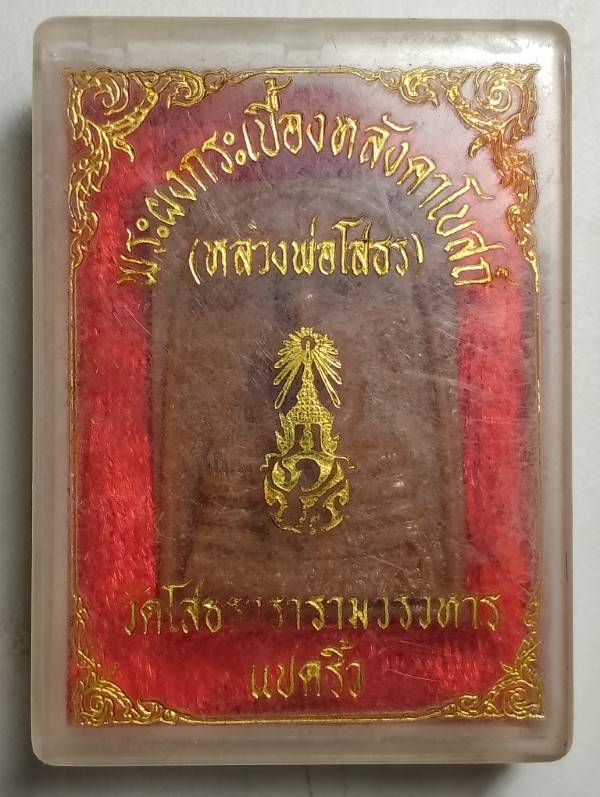 พระผงกระเบื้องหลังคาโบสถ์
(หลวงพ่อโสธร)
วัดโสธรวรารามวรวิหาร
แปดริ้ว